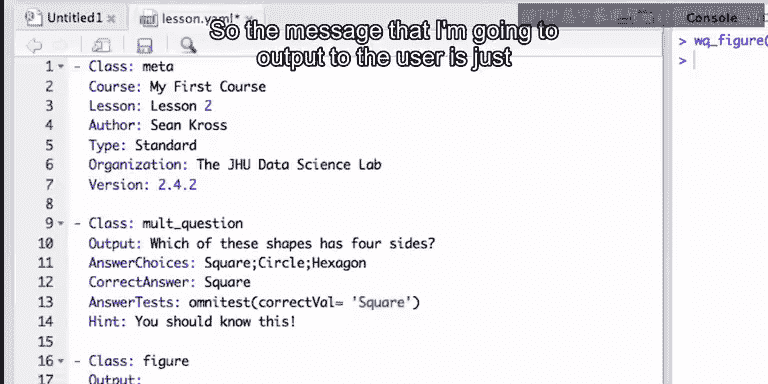 Untitled1
lesson.yaml*
Console
So the message that I'm going to
output to the user is just
> wq_figure(
>
1 - Class: meta
2 Course: My First Course
3 Lesson: Lesson 2
4 Author: Sean Kross
5 Type: Standard
6 Organization: The JHU Data Science Lab
7 Version: 2.4.2
8
9 - Class: mult_question
10 Output: Which of these shapes has four sides?
11 AnswerChoices: Square;Circle;Hexagon
12 CorrectAnswer: Square
13 AnswerTests: omnitest(correctVal= 'Square')
14 Hint: You should know this!
15
16 - Class: figure
17 Output: